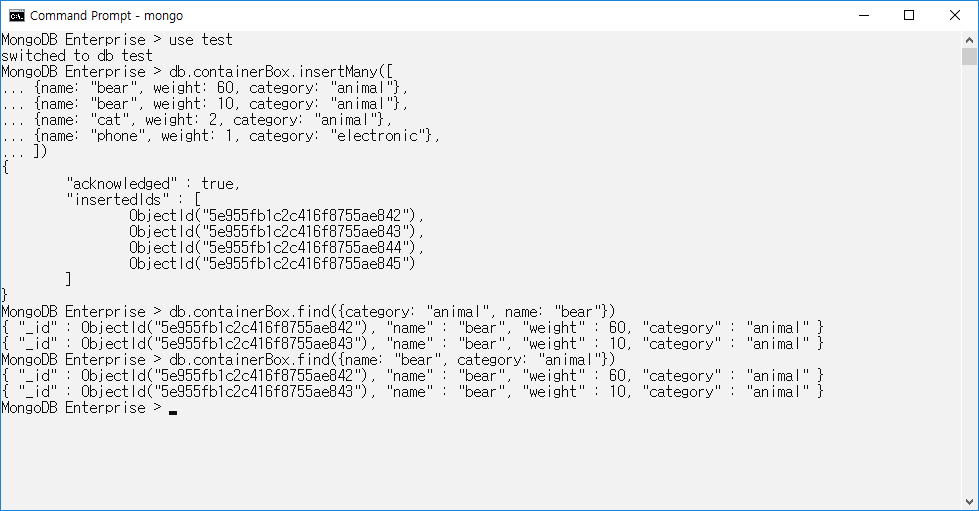 Command Prompt - mongo
MongoDB Enterprise > use test
switched to db test
MongoDB Enterprise > db.containerBox.insertMany([
... {name: "bear", weight: 60, category: "animal"},
... {name: "bear", weight: 10, category: "animal"},
... {name: "cat", weight: 2, category: "animal"},
... {name: "phone", weight: 1, category: "electronic"},
... ])
{
        "acknowledged" : true,
        "insertedIds" : [
                ObjectId("5e955fb1c2c416f8755ae842"),
                ObjectId("5e955fb1c2c416f8755ae843"),
                ObjectId("5e955fb1c2c416f8755ae844"),
                ObjectId("5e955fb1c2c416f8755ae845")
        ]
}
MongoDB Enterprise > db.containerBox.find({category: "animal", name: "bear"})
{ "_id" : ObjectId("5e955fb1c2c416f8755ae842"), "name" : "bear", "weight" : 60, "category" : "animal" }
{ "_id" : ObjectId("5e955fb1c2c416f8755ae843"), "name" : "bear", "weight" : 10, "category" : "animal" }
MongoDB Enterprise > db.containerBox.find({name: "bear", category: "animal"})
{ "_id" : ObjectId("5e955fb1c2c416f8755ae842"), "name" : "bear", "weight" : 60, "category" : "animal" }
{ "_id" : ObjectId("5e955fb1c2c416f8755ae843"), "name" : "bear", "weight" : 10, "category" : "animal" }
MongoDB Enterprise >